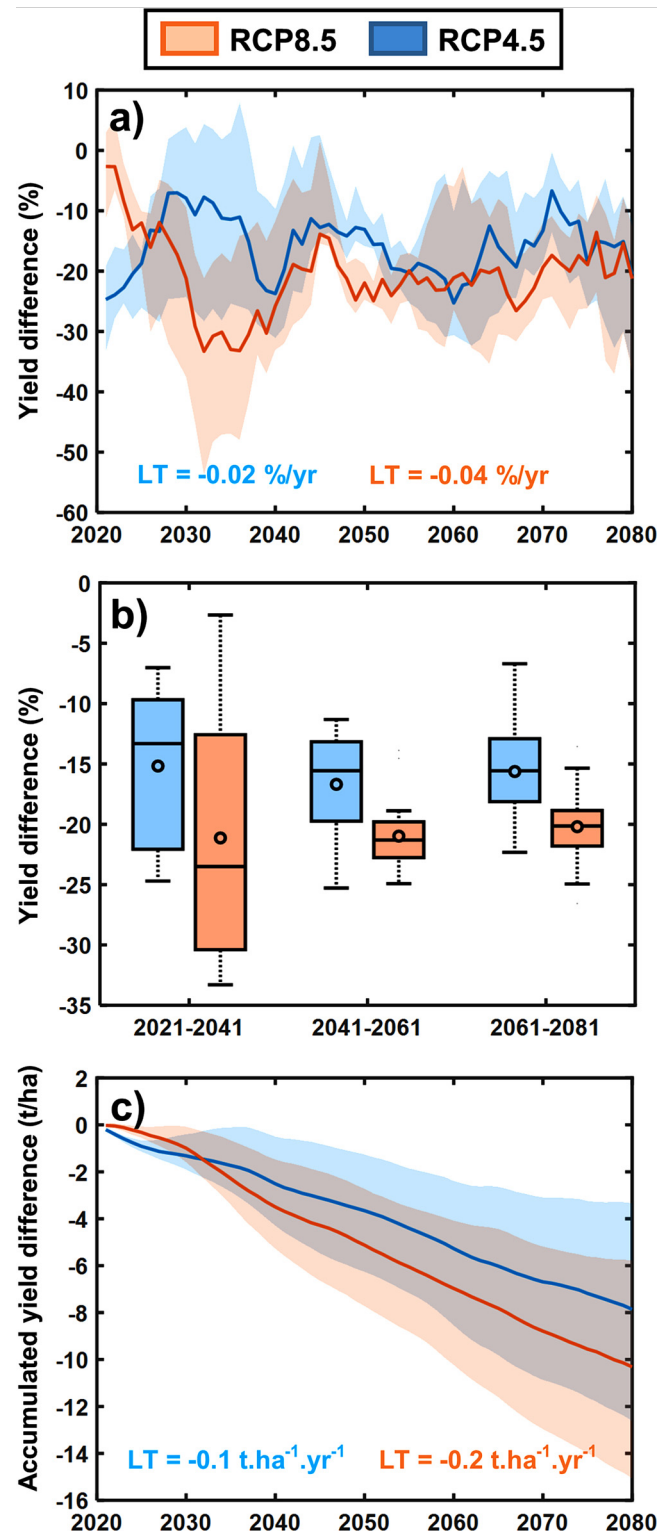 RCP8.5 RCP4.5
a)
Yield difference (%)
10
0
-10
-20
-30
-40
-50
-60
LT = -0.02 %/yr LT = -0.04 %/yr
2020 2030 2040 2050 2060 2070 2080
b)
Yield difference (%)
0
-5
-10
-15
-20
-25
-30
-35
2021-2041 2041-2061 2061-2081
c)
Accumulated yield difference (t/ha)
2
0
-2
-4
-6
-8
-10
-12
-14
-16
LT = -0.1 t.ha⁻¹.yr⁻¹ LT = -0.2 t.ha⁻¹.yr⁻¹
2020 2030 2040 2050 2060 2070 2080